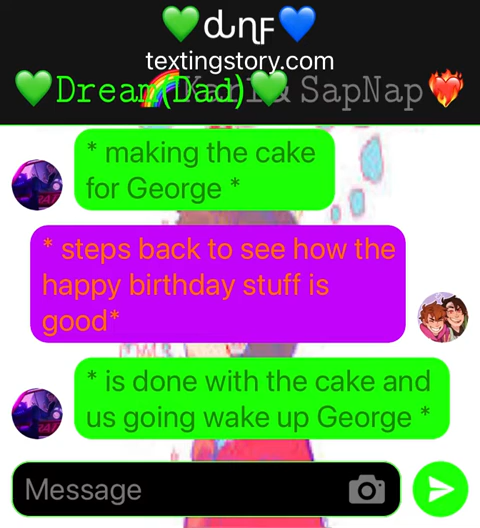 💚ᏧղϜ💙
textingstory.com
💚Dream(Dad)💚 & SapNap❤️‍🔥
* making the cake
for George *
* steps back to see how the
happy birthday stuff is
good*
* is done with the cake and
us going wake up George *
Message